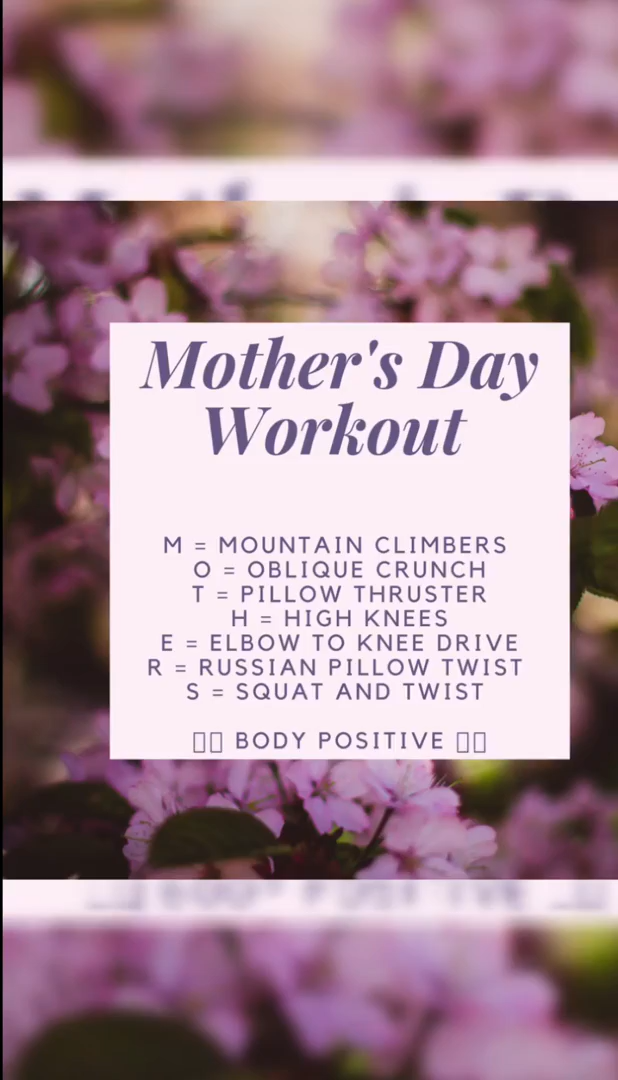 Mother's Day
Workout
M = MOUNTAIN CLIMBERS
O = OBLIQUE CRUNCH
T = PILLOW THRUSTER
H = HIGH KNEES
E = ELBOW TO KNEE DRIVE
R = RUSSIAN PILLOW TWIST
S = SQUAT AND TWIST
▯▯ BODY POSITIVE ▯▯